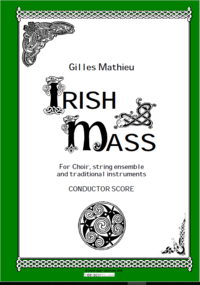 Gilles Mathieu
IRISH
MASS
For Choir, string ensemble
and traditional instruments
CONDUCTOR SCORE